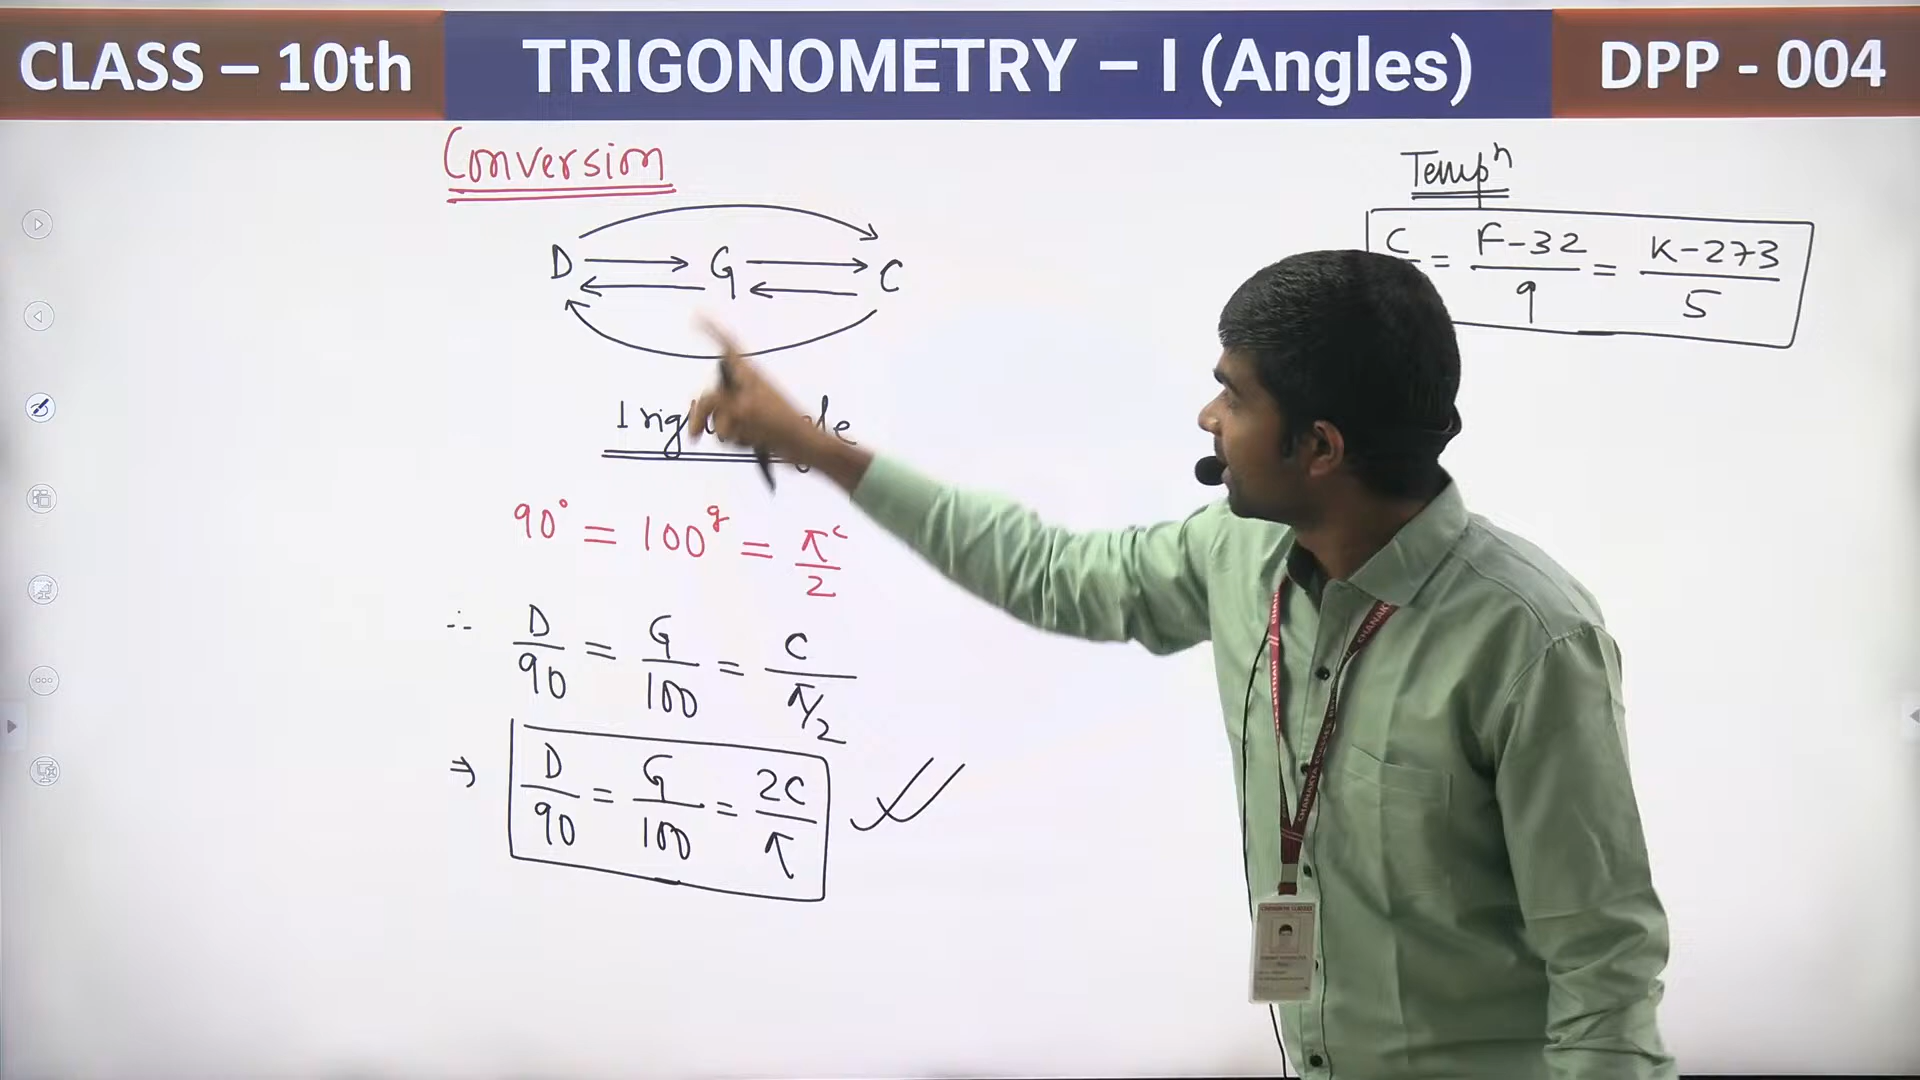 CLASS – 10th
TRIGONOMETRY – I (Angles)
DPP - 004
Conversion
D G C
90° = 100^g = π^c/2
∴ D/90 = G/100 = C/(π/2)
⇒ D/90 = G/100 = 2C/π
Temp^n
C = F-32/9 = K-273/5
CHANAKYA